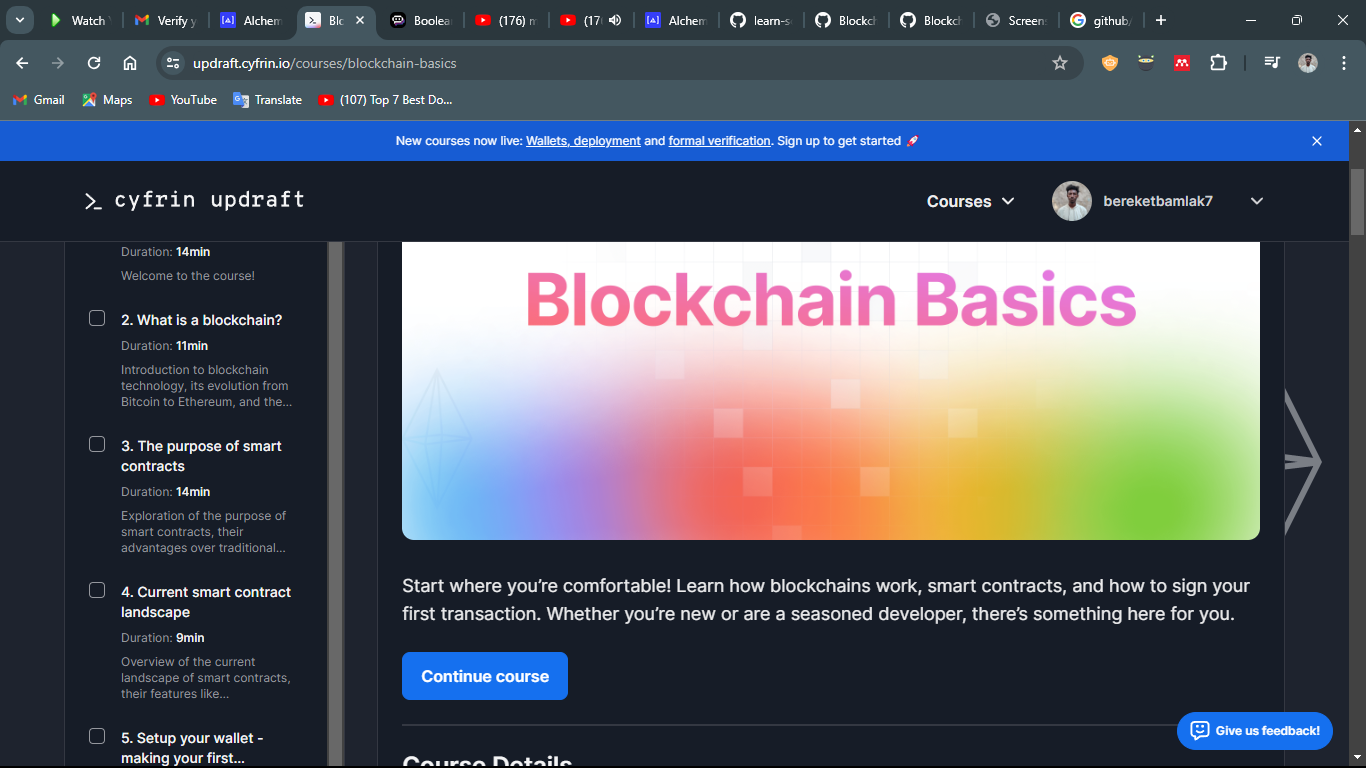 Watch
Verify y
Alchem
Blo
Boolea
(176) m
(17
Alchem
learn-s
Blockch
Blockch
Screen
github/
updraft.cyfrin.io/courses/blockchain-basics
Gmail
Maps
YouTube
Translate
(107) Top 7 Best Do...
New courses now live: Wallets, deployment and formal verification. Sign up to get started 🚀
>_ cyfrin updraft
Courses
bereketbamlak7
Duration: 14min
Welcome to the course!
2. What is a blockchain?
Duration: 11min
Introduction to blockchain
technology, its evolution from
Bitcoin to Ethereum, and the...
3. The purpose of smart
contracts
Duration: 14min
Exploration of the purpose of
smart contracts, their
advantages over traditional...
4. Current smart contract
landscape
Duration: 9min
Overview of the current
landscape of smart contracts,
their features like...
5. Setup your wallet -
making your first...
Blockchain Basics
Start where you're comfortable! Learn how blockchains work, smart contracts, and how to sign your
first transaction. Whether you're new or are a seasoned developer, there's something here for you.
Continue course
Give us feedback!
Course Details